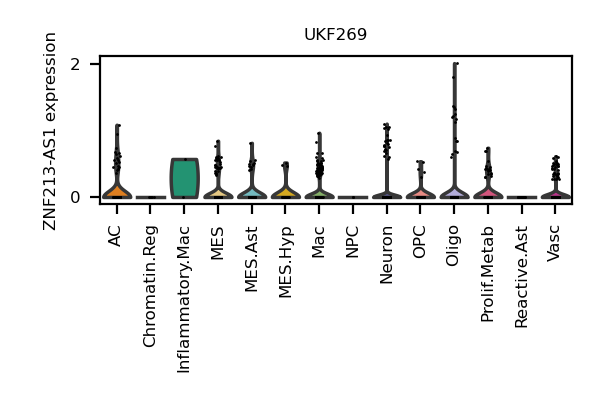 UKF269
ZNF213-AS1 expression
2
0
AC
Chromatin.Reg
Inflammatory.Mac
MES
MES.Ast
MES.Hyp
Mac
NPC
Neuron
OPC
Oligo
Prolif.Metab
Reactive.Ast
Vasc